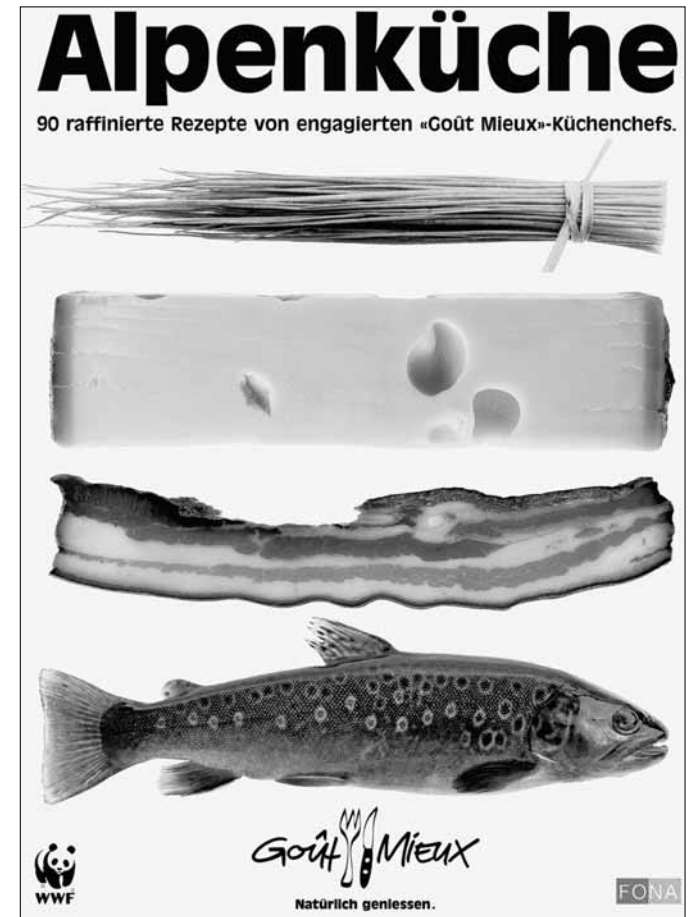 Alpenküche
90 raffinierte Rezepte von engagierten «Goût Mieux»-Küchenchefs.
Goût Mieux
WWF
Natürlich geniessen.
FONA